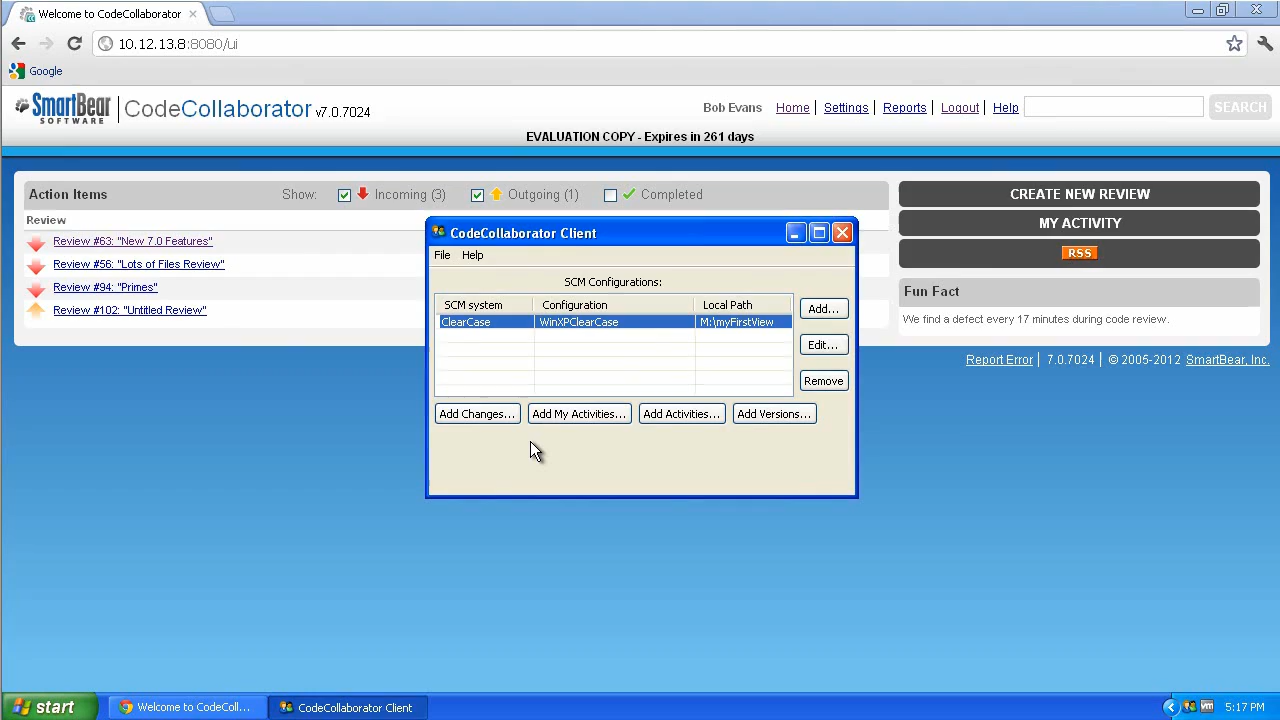 Welcome to CodeCollaborator
10.12.13.8:8080/ui
Google
SMARTBEAR SOFTWARE CodeCollaborator v7.0.7024
Bob Evans Home Settings Reports Logout Help SEARCH
EVALUATION COPY - Expires in 261 days
Action Items Show: Incoming (3) Outgoing (1) Completed
Review
Review #63: "New 7.0 Features"
Review #56: "Lots of Files Review"
Review #94: "Primes"
Review #102: "Untitled Review"
CREATE NEW REVIEW
MY ACTIVITY
RSS
Fun Fact
We find a defect every 17 minutes during code review.
Report Error 7.0.7024 © 2005-2012 SmartBear, Inc.
CodeCollaborator Client
File Help
SCM Configurations:
SCM system Configuration Local Path
ClearCase WinXPClearCase M:\myFirstView
Add...
Edit...
Remove
Add Changes... Add My Activities... Add Activities... Add Versions...
start Welcome to CodeColl... CodeCollaborator Client 5:17 PM